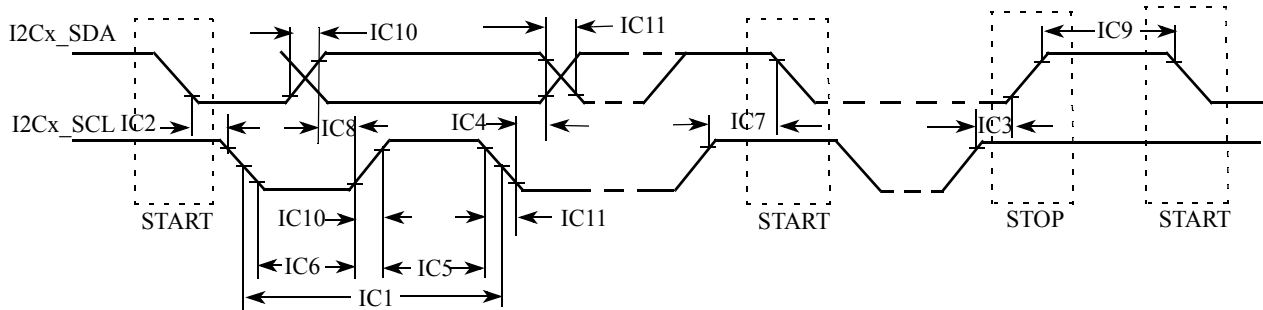 I2Cx_SDA
IC10
IC11
IC9
I2Cx_SCL
IC2
IC8
IC4
IC7
IC3
START
IC10
IC11
START
STOP
START
IC6
IC5
IC1